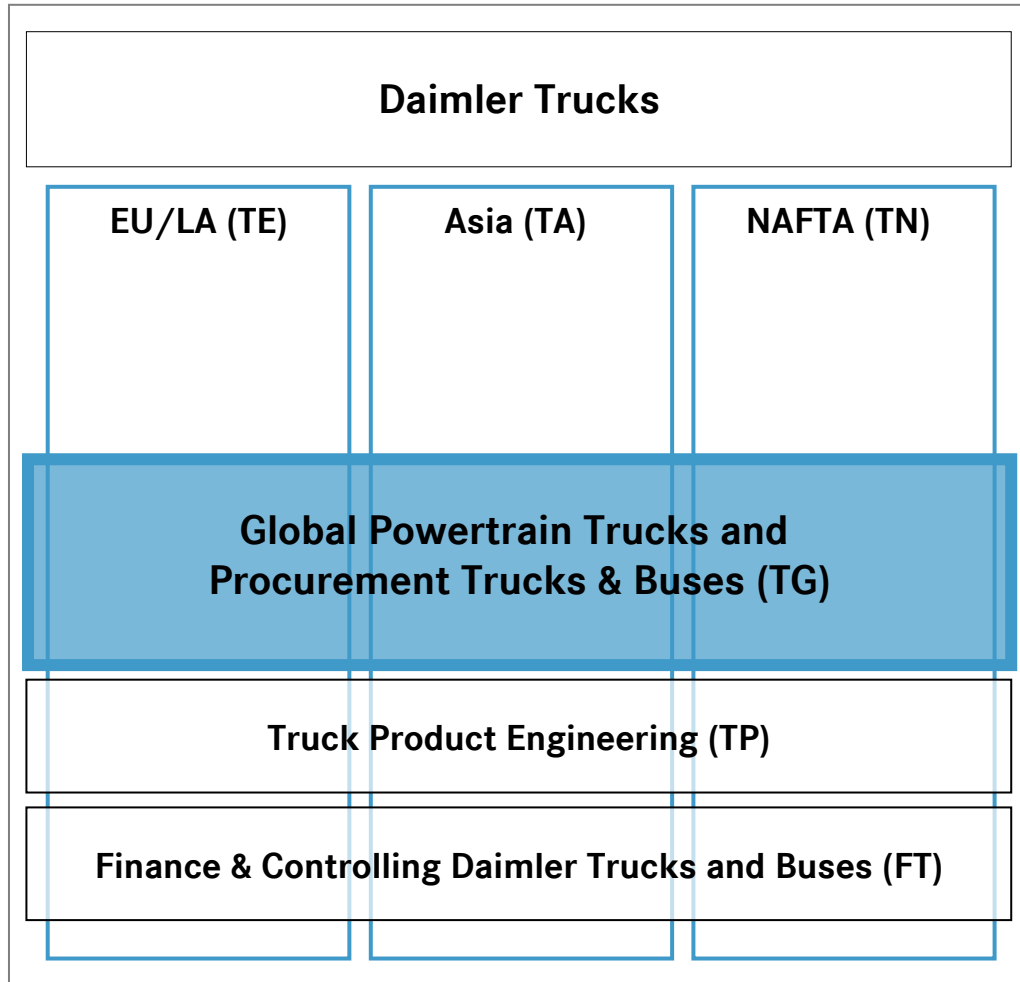 Daimler Trucks
EU/LA (TE)
Asia (TA)
NAFTA (TN)
Global Powertrain Trucks and
Procurement Trucks & Buses (TG)
Truck Product Engineering (TP)
Finance & Controlling Daimler Trucks and Buses (FT)